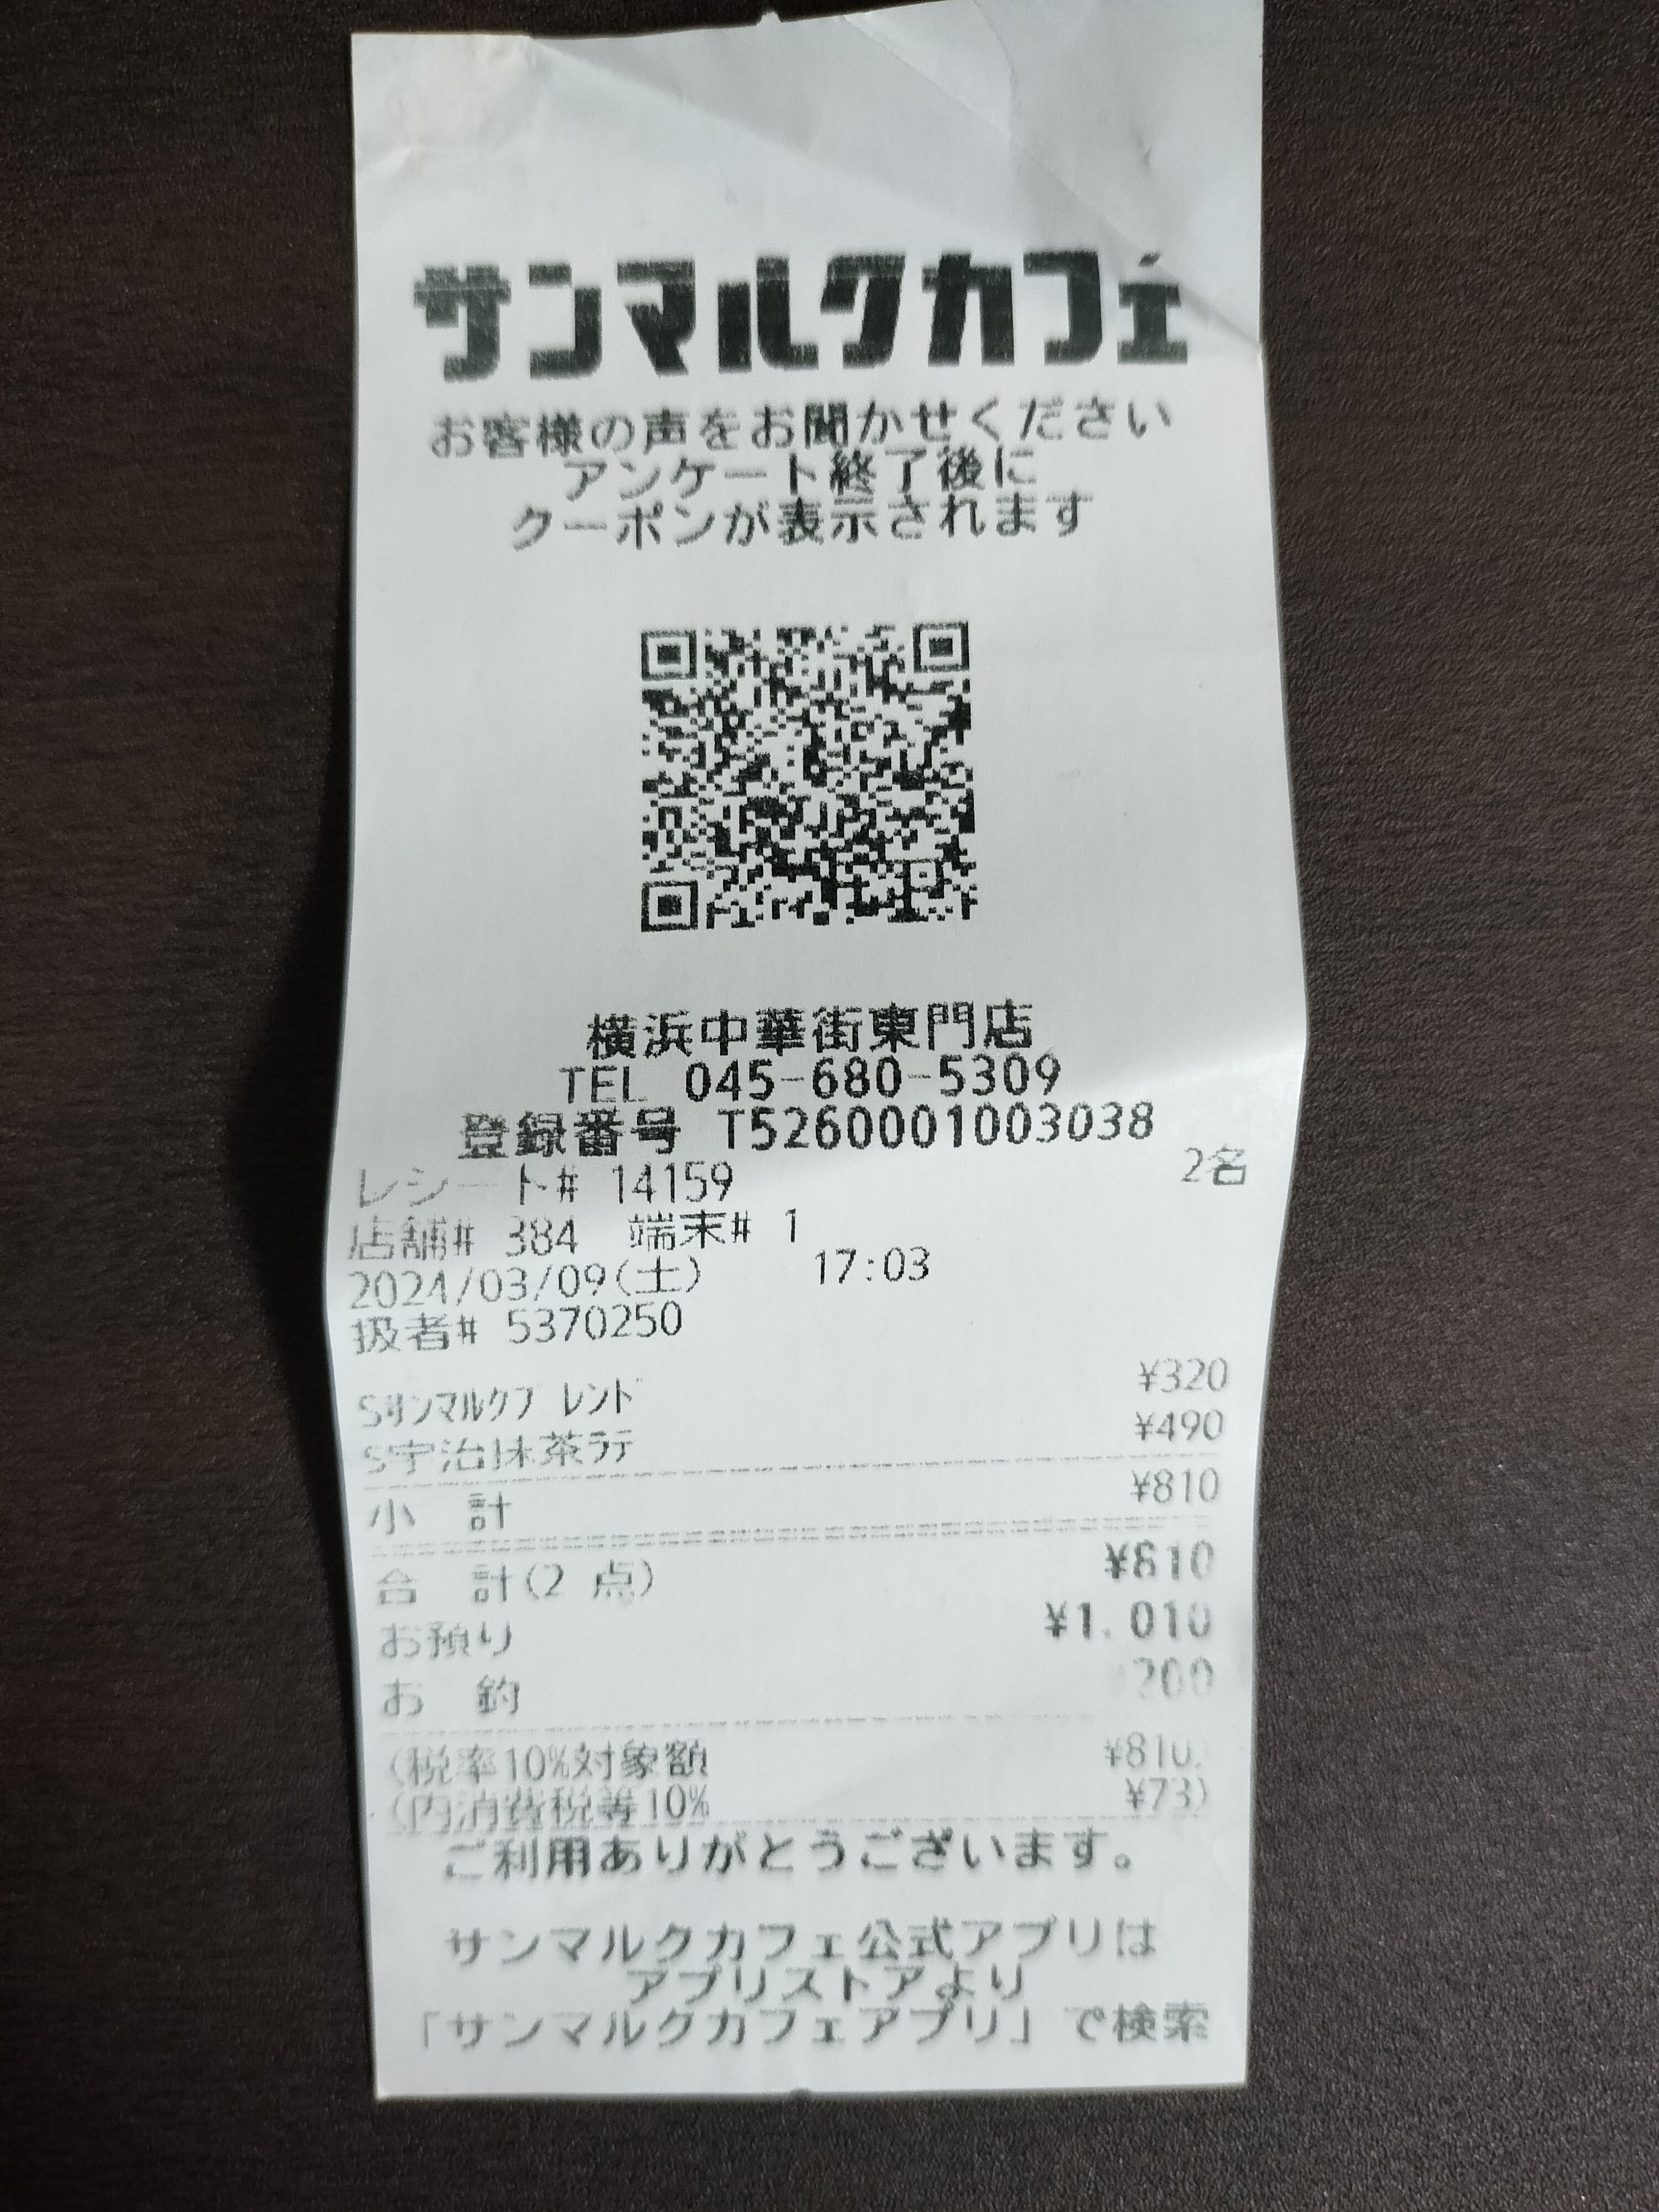 サンマルクカフェ
お客様の声をお聞かせください
アンケート終了後に
クーポンが表示されます
横浜中華街東門店
TEL 045-680-5309
登録番号 T5260001003038
2名
レシート# 14159
店舗# 384 端末# 1
2024/03/09(土) 17:03
扱者# 5370250
Sｻﾝﾏﾙｸﾌﾞﾚﾝﾄﾞ ¥320
S宇治抹茶ﾗﾃ ¥490
小 計 ¥810
合 計(2 点) ¥810
お預り ¥1,010
お 釣 200
(税率10%対象額 ¥810)
(内消費税等10% ¥73)
ご利用ありがとうございます。
サンマルクカフェ公式アプリは
アプリストアより
「サンマルクカフェアプリ」で検索